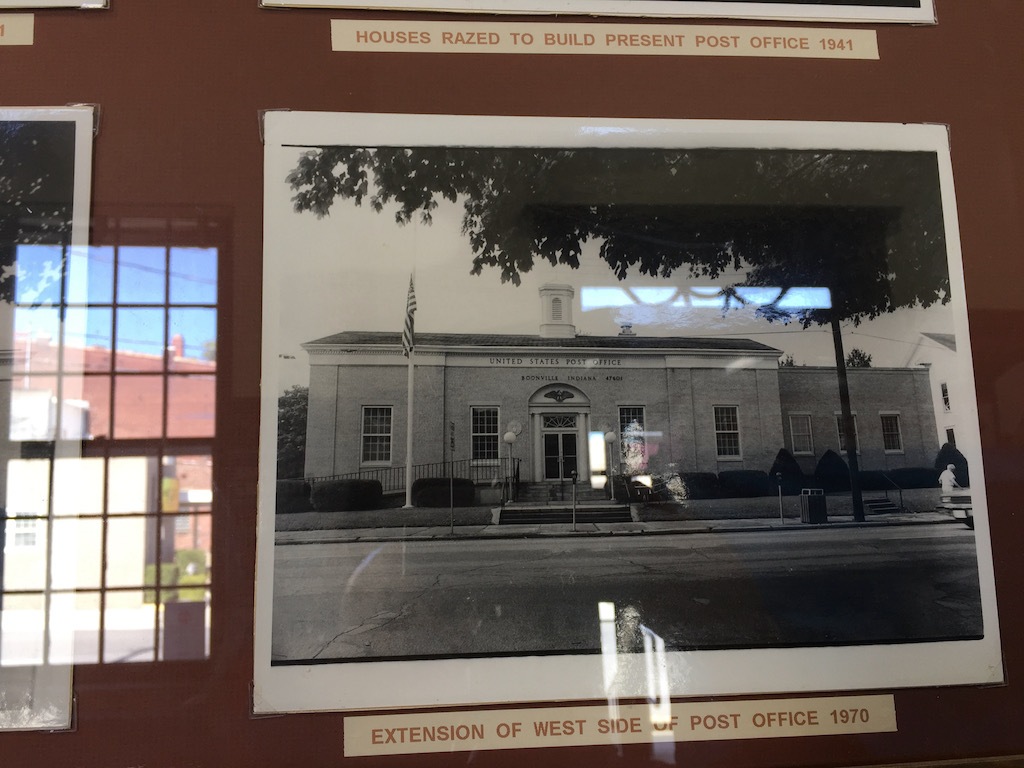 1
HOUSES RAZED TO BUILD PRESENT POST OFFICE 1941
UNITED STATES POST OFFICE
BOONVILLE INDIANA 47601
EXTENSION OF WEST SIDE OF POST OFFICE 1970